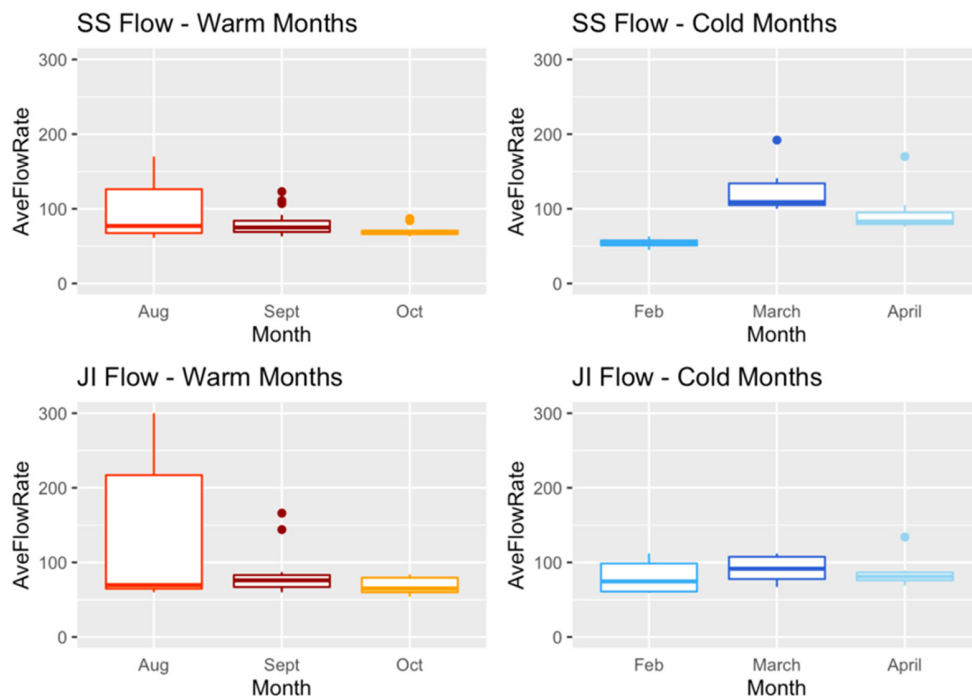 SS Flow - Warm Months
300
200
100
0
AveFlowRate
Aug Sept Oct
Month
SS Flow - Cold Months
300
200
100
0
AveFlowRate
Feb March April
Month
JI Flow - Warm Months
300
200
100
0
AveFlowRate
Aug Sept Oct
Month
JI Flow - Cold Months
300
200
100
0
AveFlowRate
Feb March April
Month